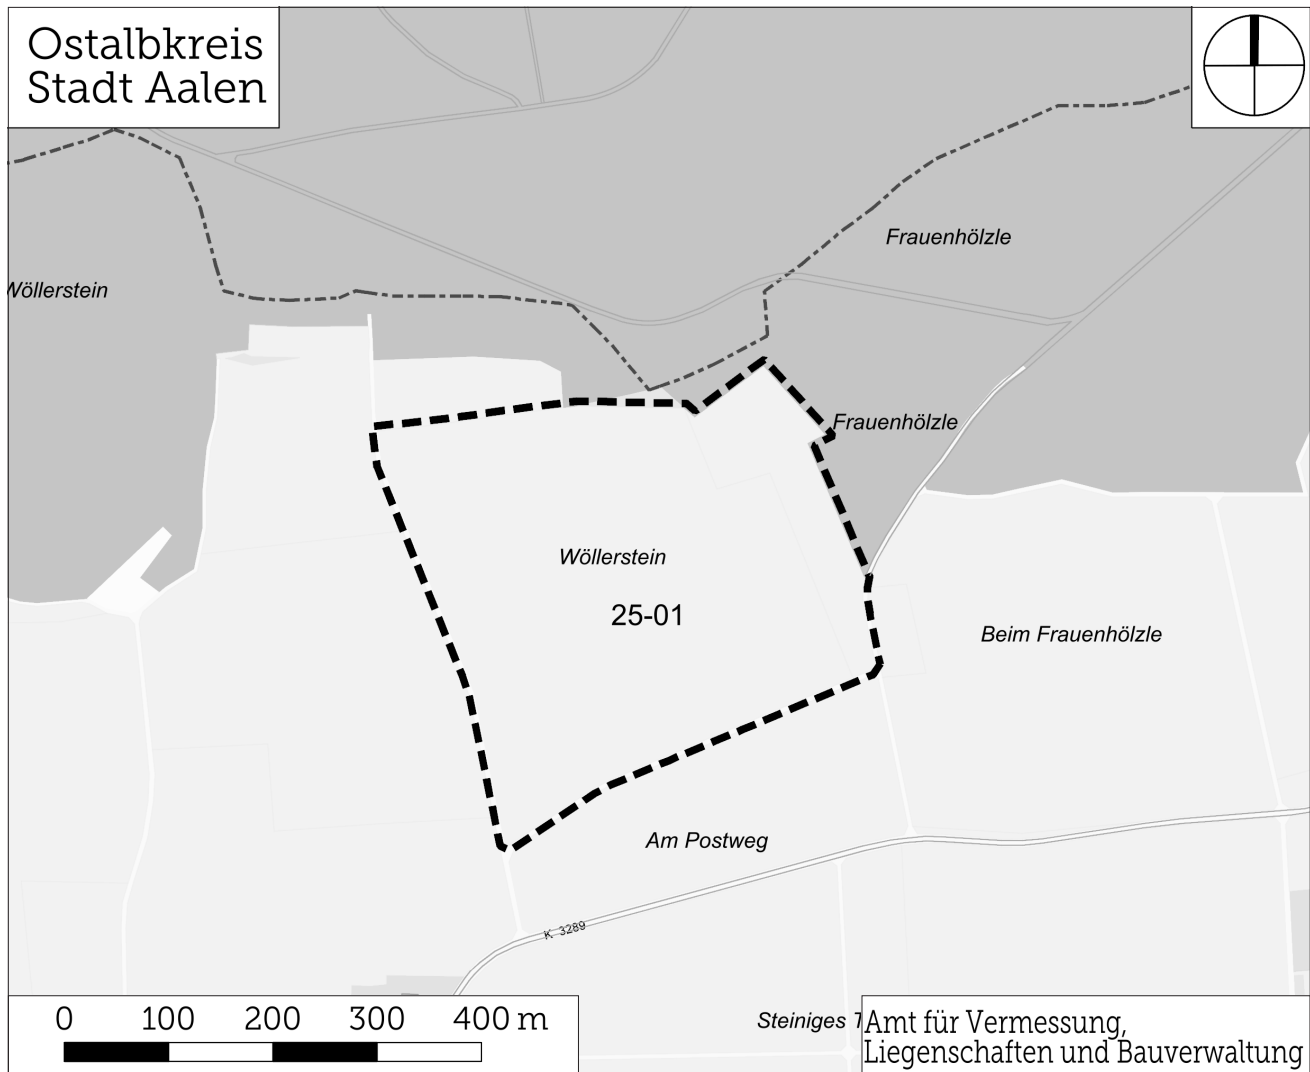 Ostalbkreis
Stadt Aalen
Frauenhölzle
Wöllerstein
Frauenhölzle
Wöllerstein
25-01
Beim Frauenhölzle
Am Postweg
K 3289
0 100 200 300 400 m
Steiniges
Amt für Vermessung,
Liegenschaften und Bauverwaltung